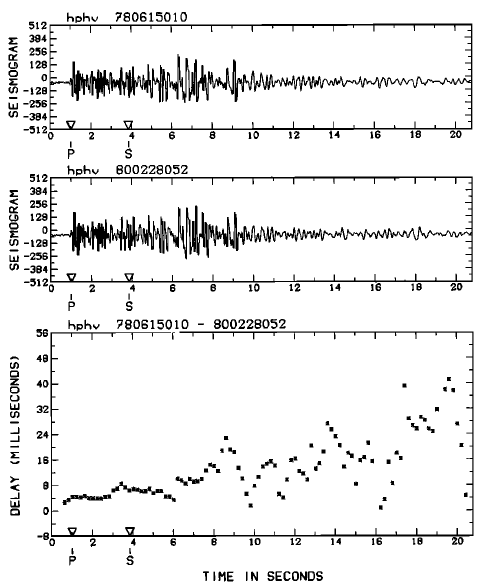 hphv 780615010
SEISMOGRAM
512
384
256
128
0
-128
-256
-384
-512
2 4 6 8 10 12 14 16 18 20
P S
hphv 800228052
SEISMOGRAM
512
384
256
128
0
-128
-256
-384
-512
0 2 4 6 8 10 12 14 16 18 20
P S
hphv 780615010 - 800228052
DELAY (MILLISECONDS)
56
48
40
32
24
16
8
0
-8
0 2 4 6 8 10 12 14 16 18 20
P S
TIME IN SECONDS